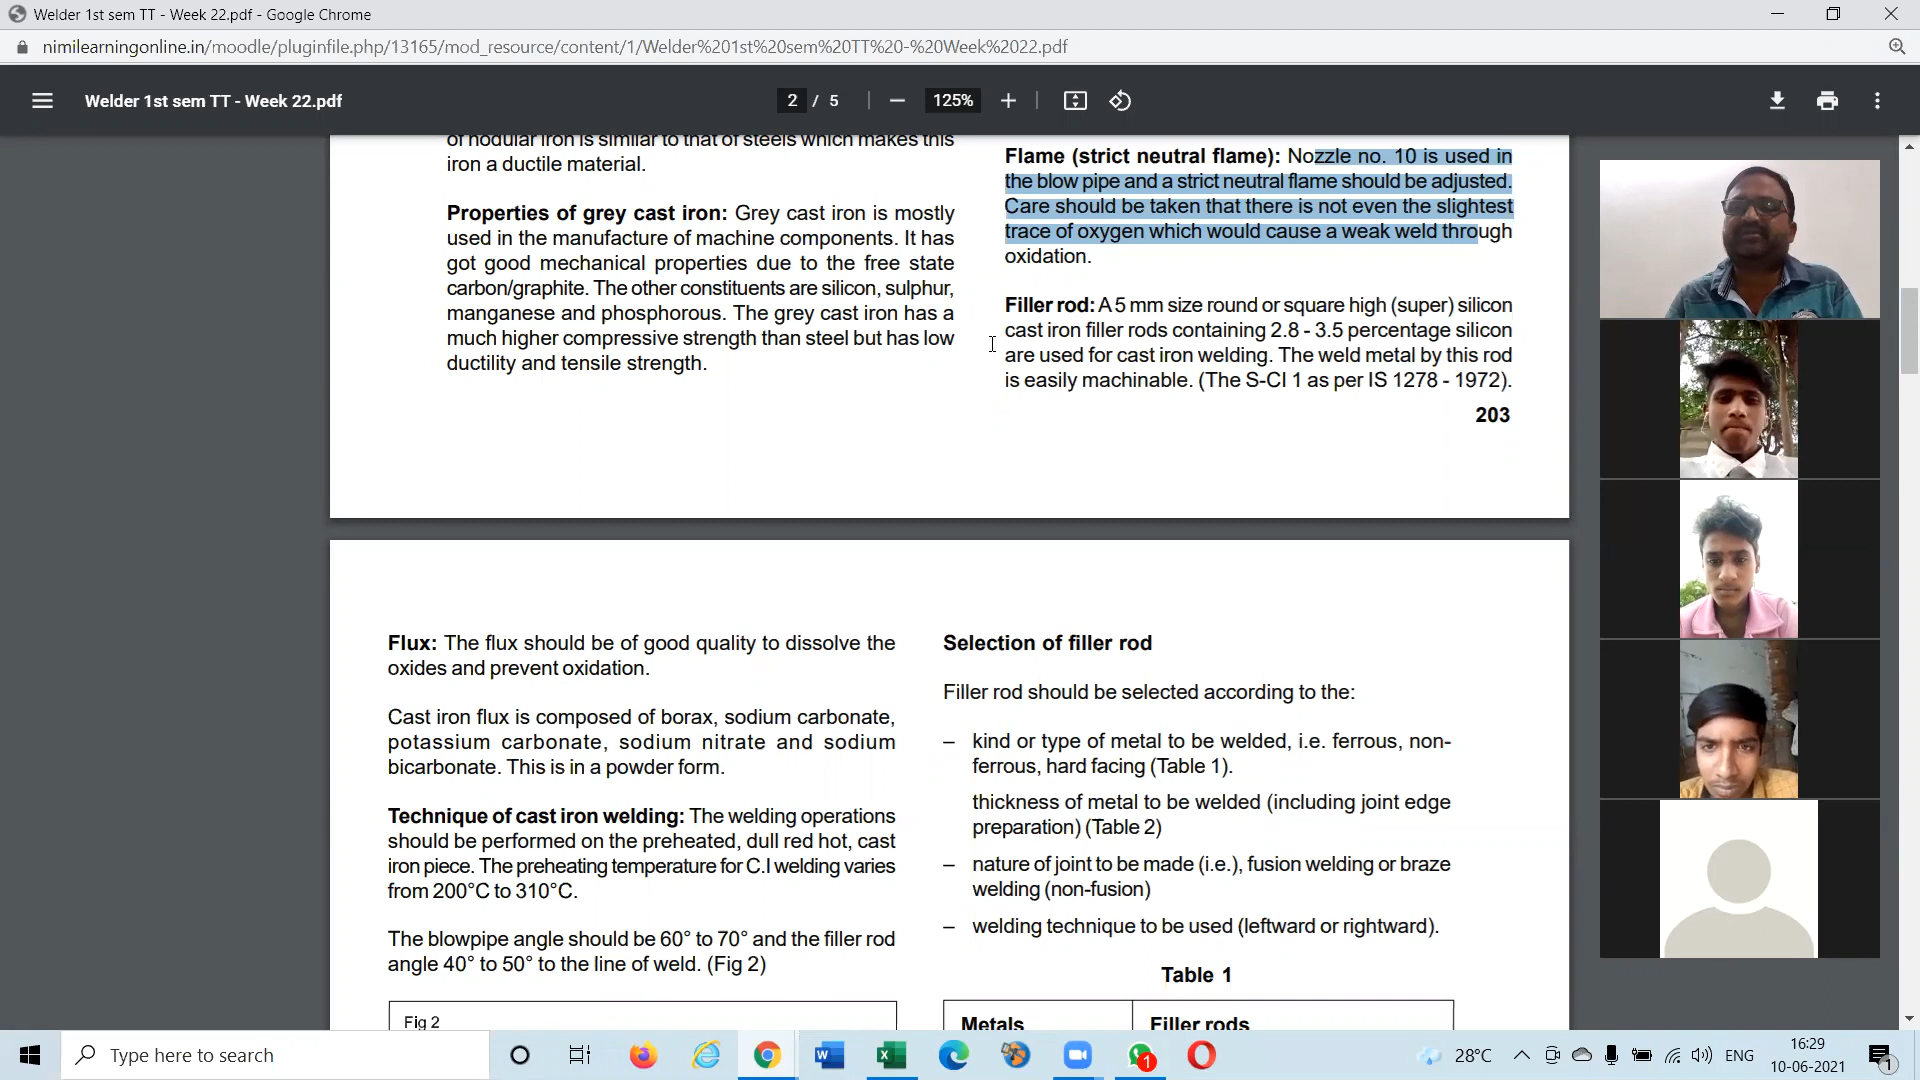 Welder 1st sem TT - Week 22.pdf - Google Chrome
nimilearningonline.in/moodle/pluginfile.php/13165/mod_resource/content/1/Welder%201st%20sem%20TT%20-%20Week%2022.pdf
Welder 1st sem TT - Week 22.pdf
2 / 5
125%
of nodular iron is similar to that of steels which makes this
iron a ductile material.
Properties of grey cast iron: Grey cast iron is mostly
used in the manufacture of machine components. It has
got good mechanical properties due to the free state
carbon/graphite. The other constituents are silicon, sulphur,
manganese and phosphorous. The grey cast iron has a
much higher compressive strength than steel but has low
ductility and tensile strength.
Flame (strict neutral flame): Nozzle no. 10 is used in
the blow pipe and a strict neutral flame should be adjusted.
Care should be taken that there is not even the slightest
trace of oxygen which would cause a weak weld through
oxidation.
Filler rod: A 5 mm size round or square high (super) silicon
cast iron filler rods containing 2.8 - 3.5 percentage silicon
are used for cast iron welding. The weld metal by this rod
is easily machinable. (The S-CI 1 as per IS 1278 - 1972).
203
Flux: The flux should be of good quality to dissolve the
oxides and prevent oxidation.
Cast iron flux is composed of borax, sodium carbonate,
potassium carbonate, sodium nitrate and sodium
bicarbonate. This is in a powder form.
Technique of cast iron welding: The welding operations
should be performed on the preheated, dull red hot, cast
iron piece. The preheating temperature for C.I welding varies
from 200°C to 310°C.
The blowpipe angle should be 60° to 70° and the filler rod
angle 40° to 50° to the line of weld. (Fig 2)
Fig 2
Selection of filler rod
Filler rod should be selected according to the:
– kind or type of metal to be welded, i.e. ferrous, non-
ferrous, hard facing (Table 1).
thickness of metal to be welded (including joint edge
preparation) (Table 2)
– nature of joint to be made (i.e.), fusion welding or braze
welding (non-fusion)
– welding technique to be used (leftward or rightward).
Table 1
Metals Filler rods
Type here to search
1
28°C
ENG
16:29
10-06-2021
1